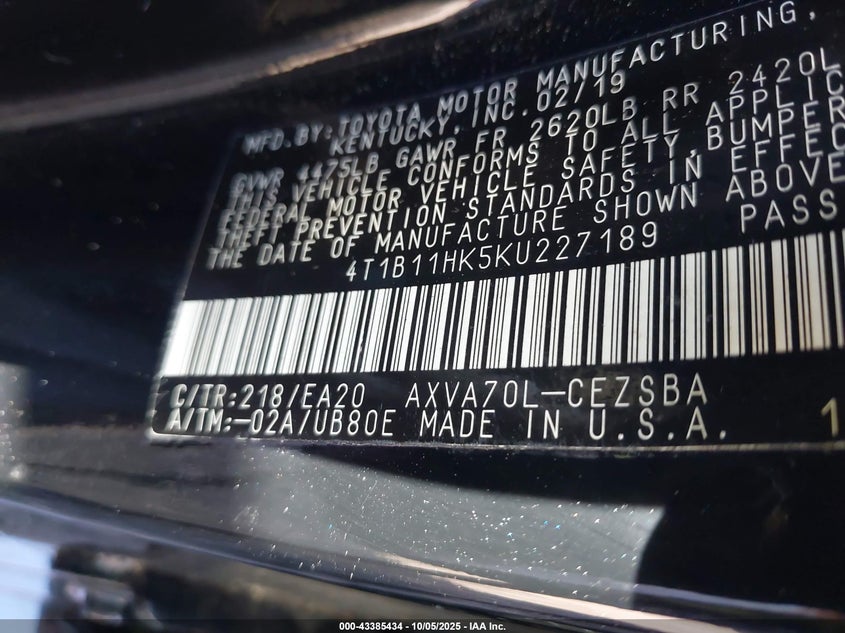 MFD.BY:TOYOTA MOTOR MANUFACTURING,
KENTUCKY, INC. 02/19
GVWR 4475LB GAWR FR 2620LB RR 2420L
THIS VEHICLE CONFORMS TO ALL APPLIC
FEDERAL MOTOR VEHICLE SAFETY,BUMPER
THEFT PREVENTION STANDARDS IN EFFEC
THE DATE OF MANUFACTURE SHOWN ABOVE
4T1B11HK5KU227189 PASS
C/TR:218/EA20 AXVA70L-CEZSBA
A/TM:-02A/UB80E MADE IN U.S.A. 1
000-43385434 - 10/05/2025 - IAA Inc.